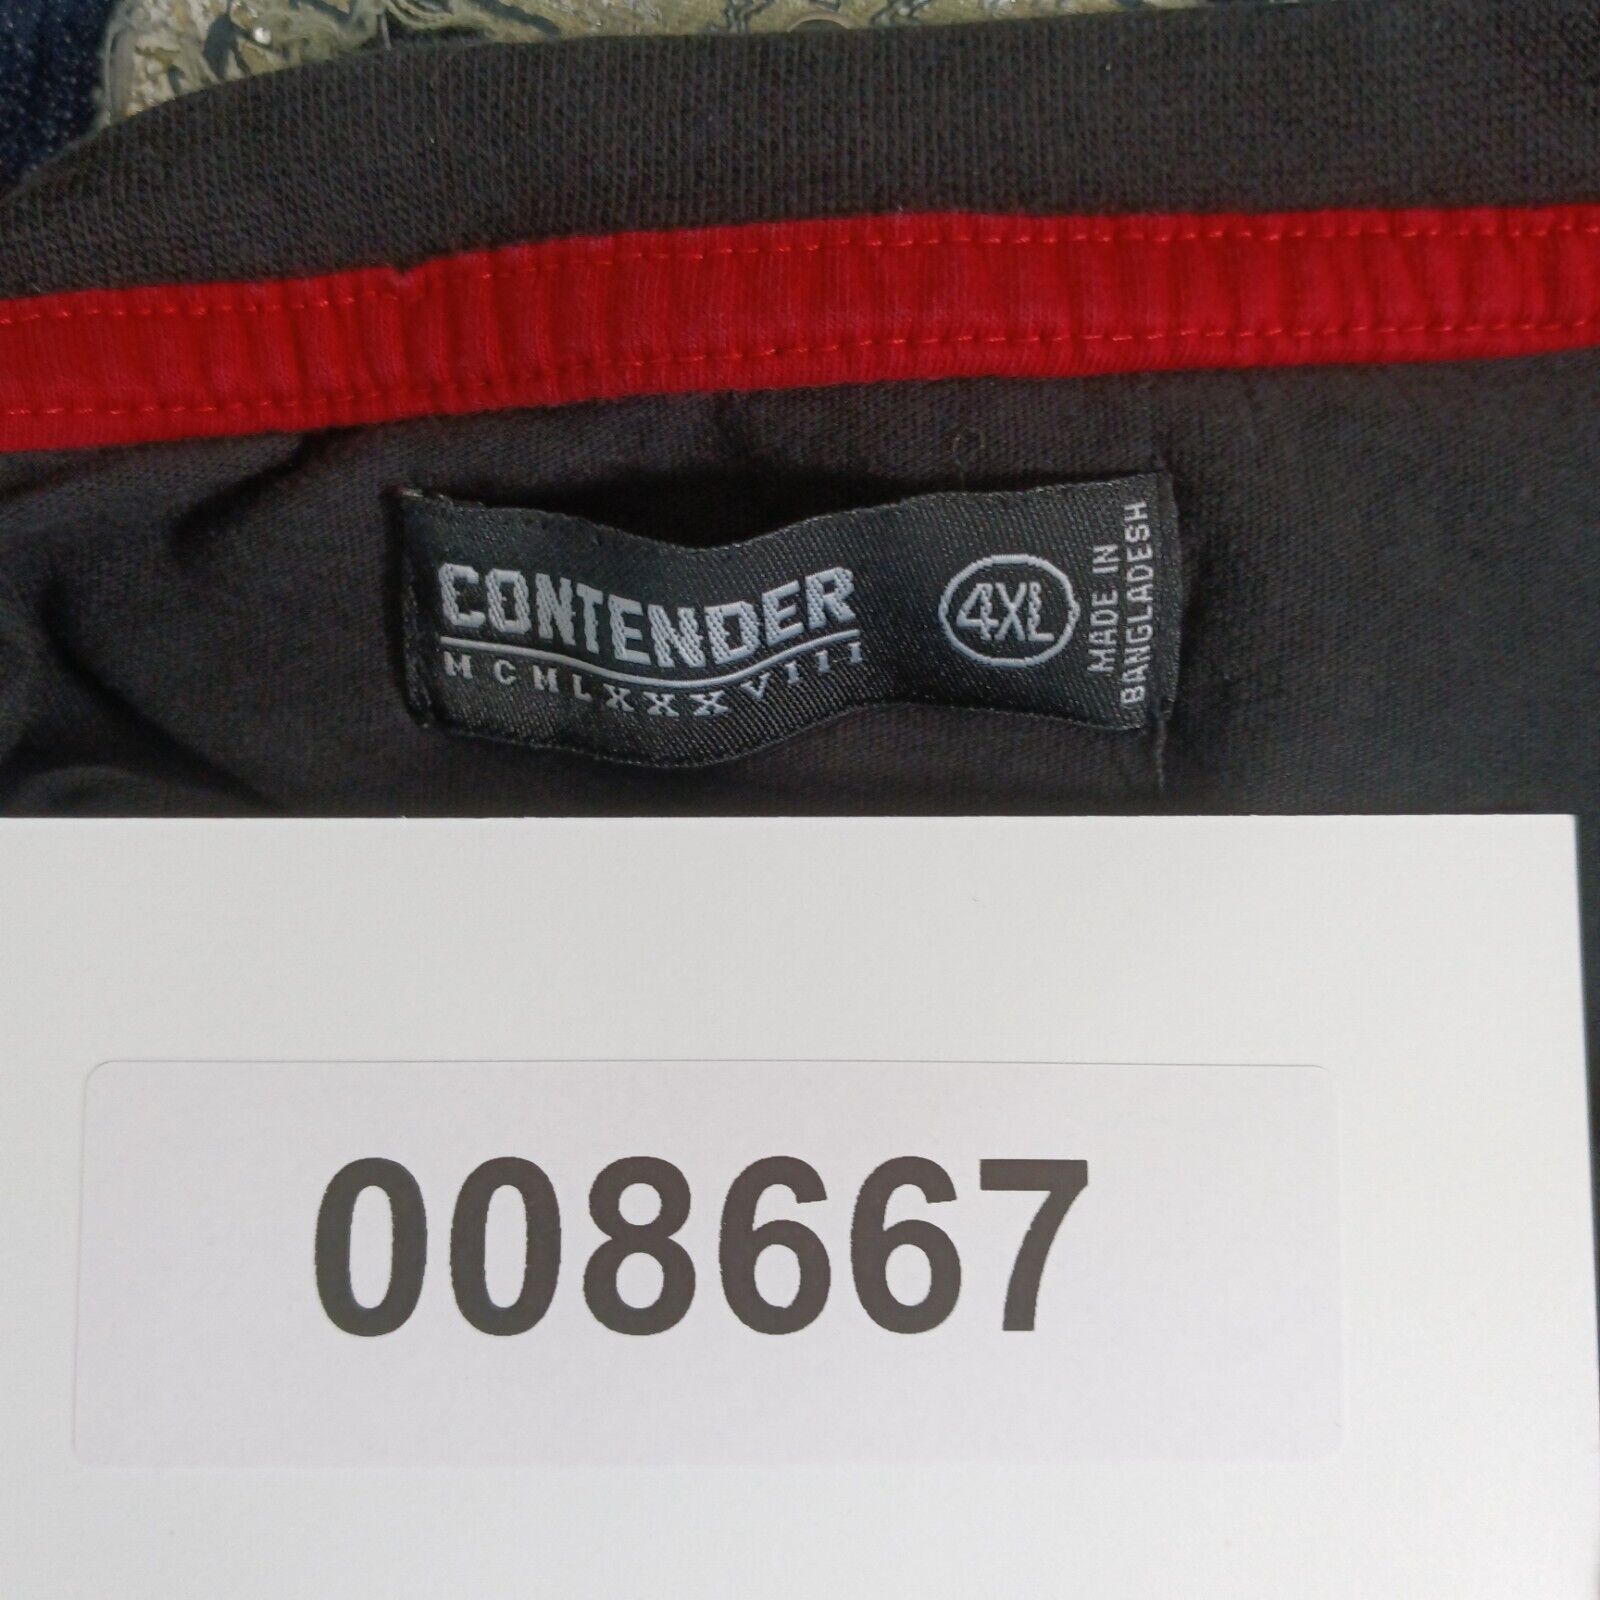 CONTENDER
MCMLXXXVIII
4XL
MADE IN
BANGLADESH
008667